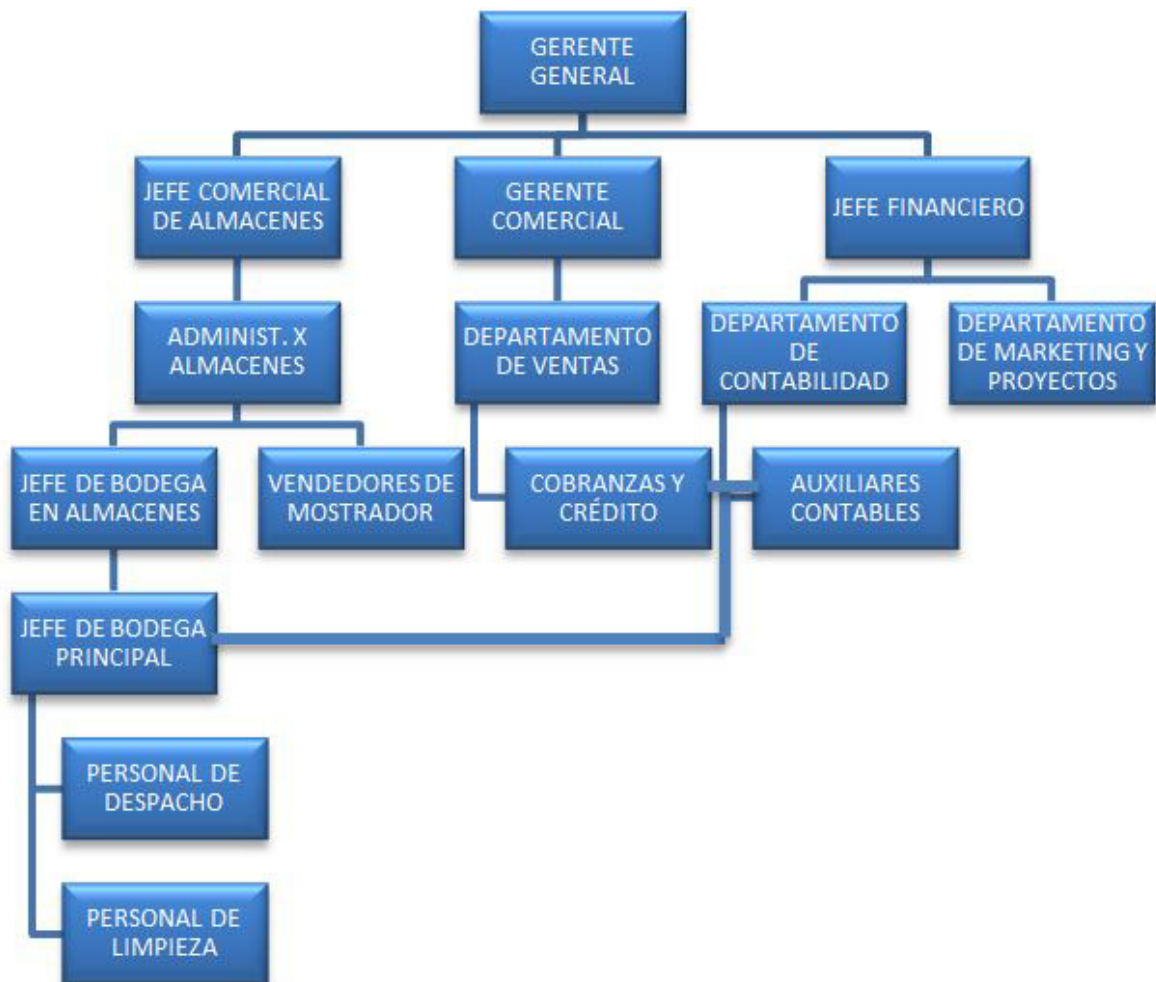 GERENTE
GENERAL
JEFE COMERCIAL
DE ALMACENES
GERENTE
COMERCIAL
JEFE FINANCIERO
ADMINIST. X
ALMACENES
DEPARTAMENTO
DE VENTAS
DEPARTAMENTO
DE
CONTABILIDAD
DEPARTAMENTO
DE MARKETING Y
PROYECTOS
JEFE DE BODEGA
EN ALMACENES
VENDEDORES DE
MOSTRADOR
COBRANZAS Y
CRÉDITO
AUXILIARES
CONTABLES
JEFE DE BODEGA
PRINCIPAL
PERSONAL DE
DESPACHO
PERSONAL DE
LIMPIEZA